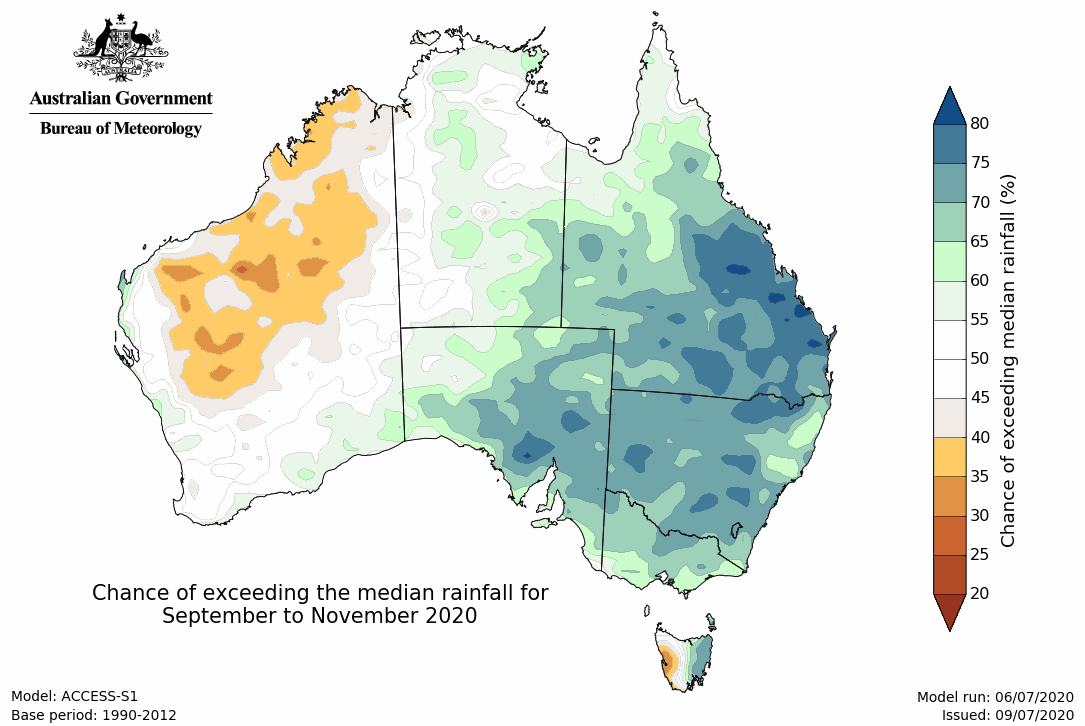 AUSTRALIA
Australian Government
Bureau of Meteorology
80
75
70
65
60
55
50
45
40
35
30
25
20
Chance of exceeding median rainfall (%)
Chance of exceeding the median rainfall for
September to November 2020
Model: ACCESS-S1
Base period: 1990-2012
Model run: 06/07/2020
Issued: 09/07/2020